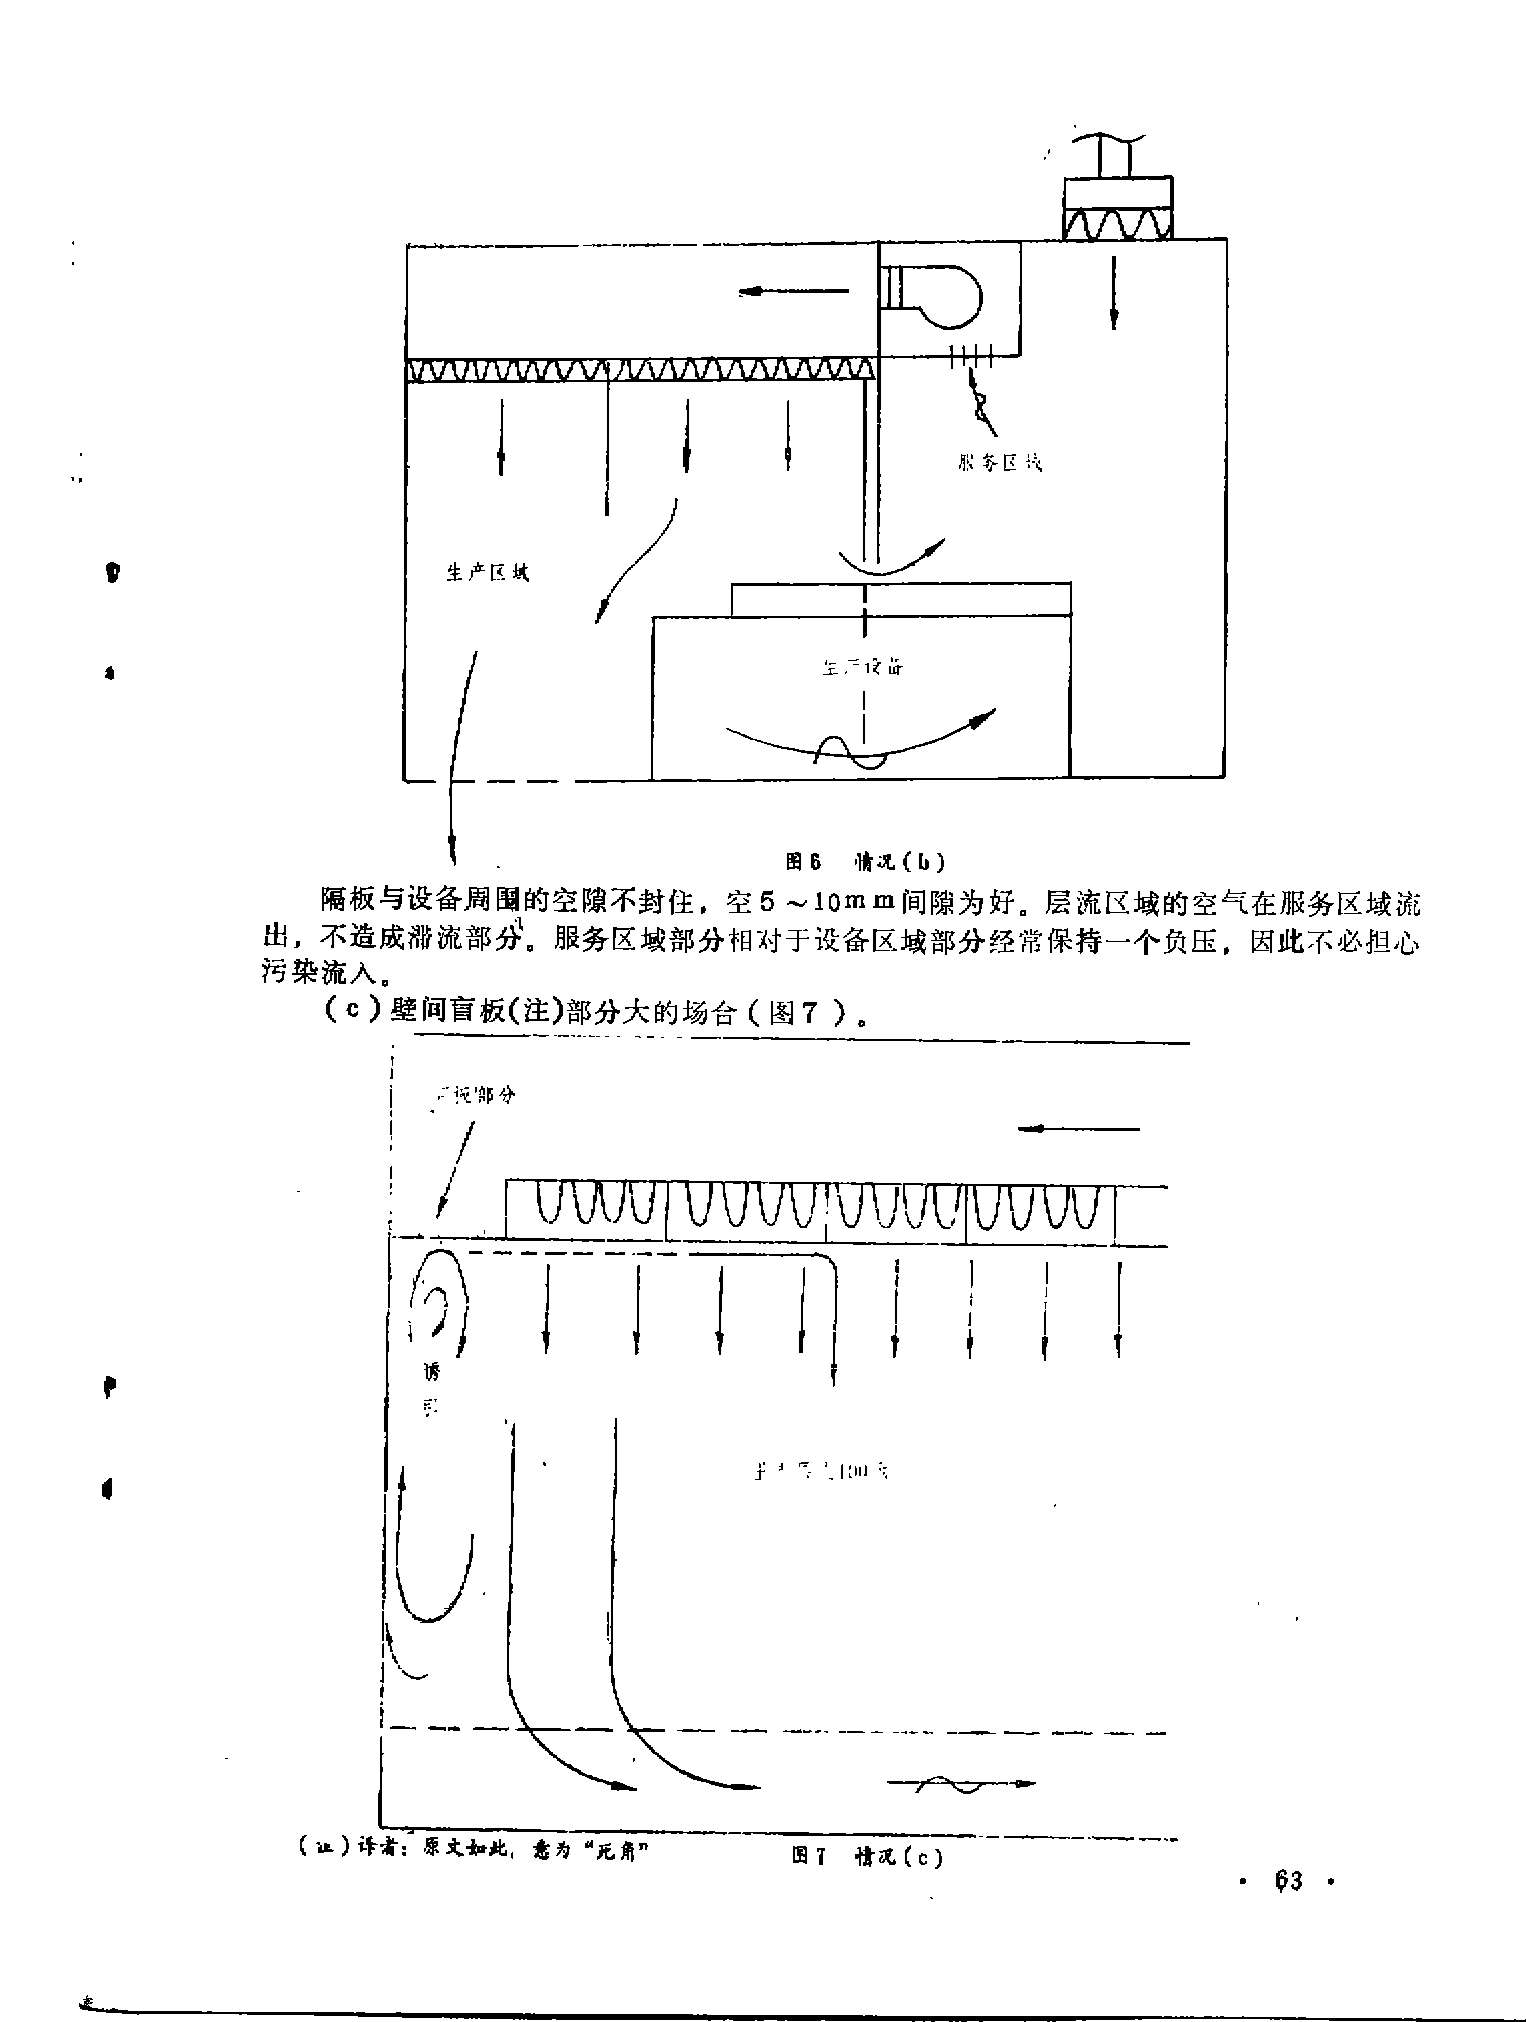 服务区域
生产区域
生产设备
图6 情况(b)
隔板与设备周围的空隙不封住，空5～10mm间隙为好。层流区域的空气在服务区域流
出，不造成滞流部分。服务区域部分相对于设备区域部分经常保持一个负压，因此不必担心
污染流入。
(c)壁间盲板(注)部分大的场合(图7)。
板部分
诱
引
100
(注)译者：原文如此，意为“死角”
图7 情况(c)
· 63 ·